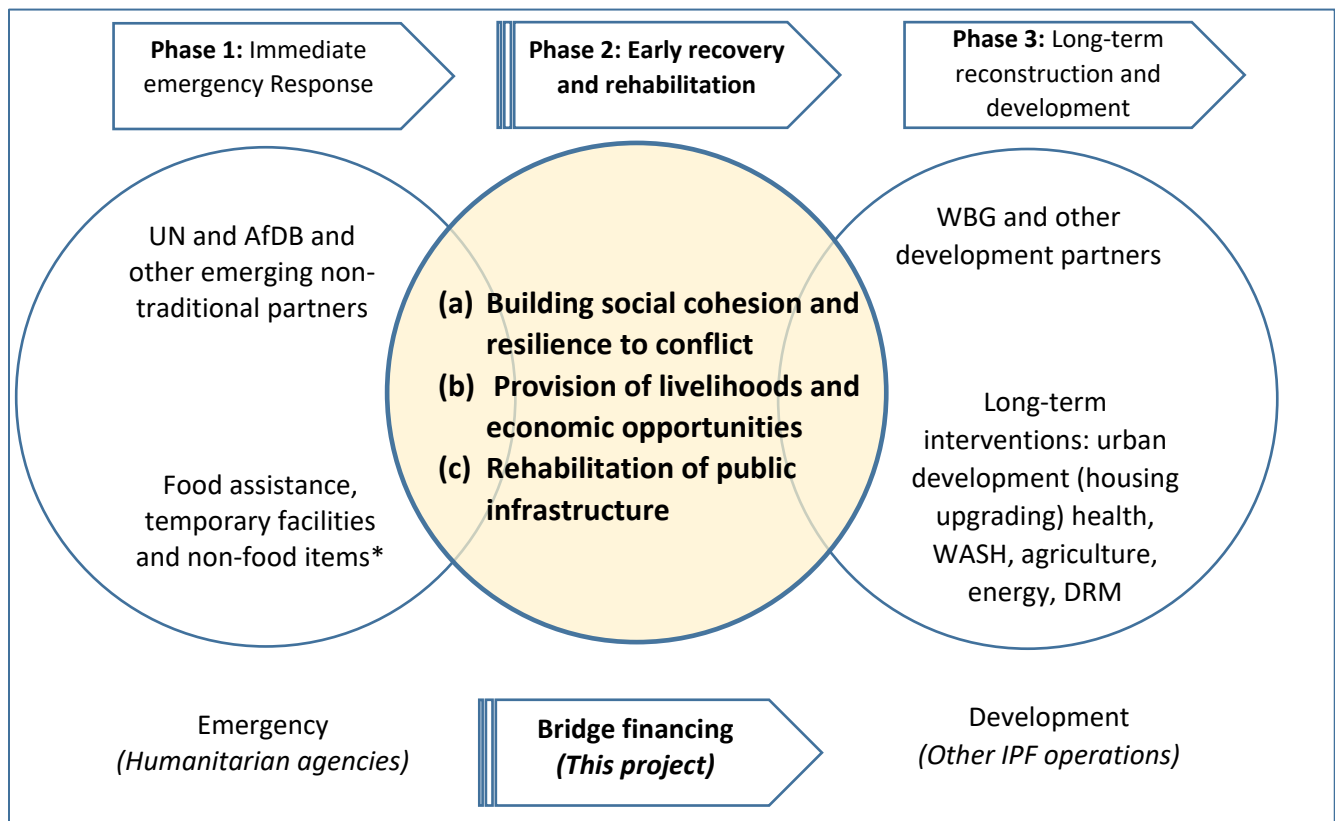 Phase 1: Immediate
emergency Response
Phase 2: Early recovery
and rehabilitation
Phase 3: Long-term
reconstruction and
development
UN and AfDB and
other emerging non-
traditional partners
Food assistance,
temporary facilities
and non-food items*
(a) Building social cohesion and
resilience to conflict
(b) Provision of livelihoods and
economic opportunities
(c) Rehabilitation of public
infrastructure
WBG and other
development partners
Long-term
interventions: urban
development (housing
upgrading) health,
WASH, agriculture,
energy, DRM
Emergency
(Humanitarian agencies)
Bridge financing
(This project)
Development
(Other IPF operations)